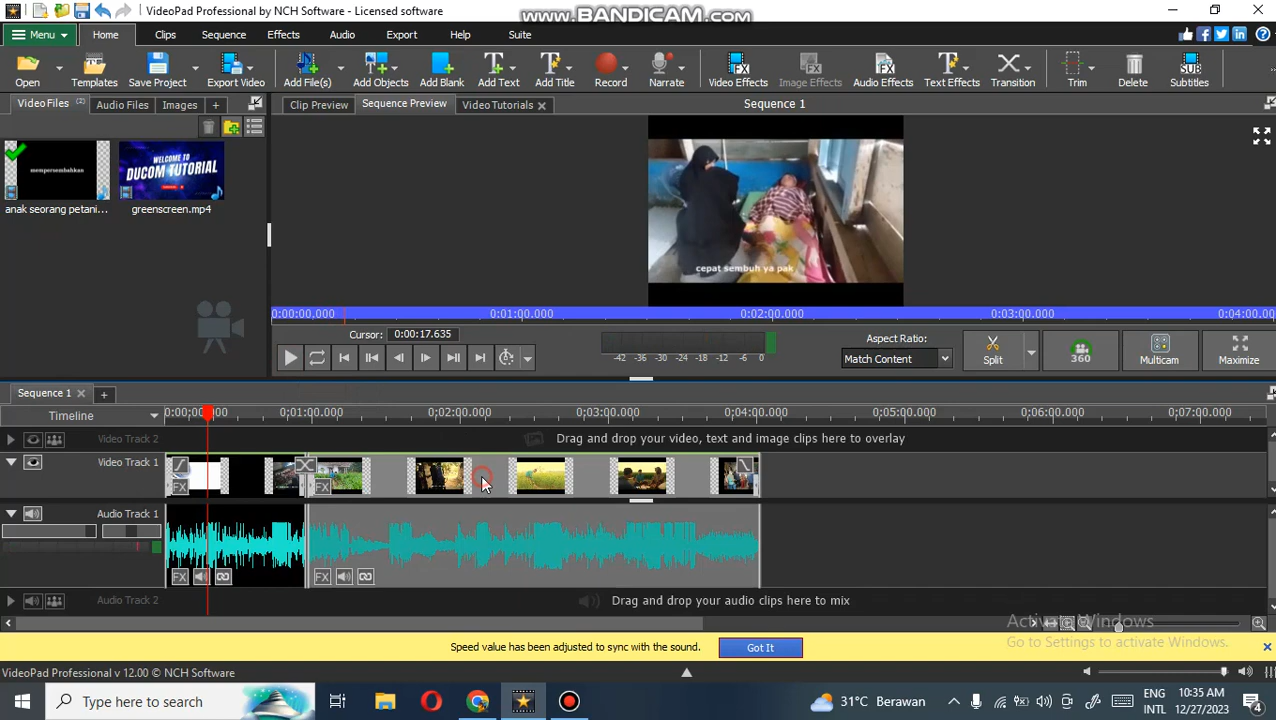 VideoPad Professional by NCH Software - Licensed software
www.BANDICAM.com
Menu
Home
Clips
Sequence
Effects
Audio
Export
Help
Suite
Open
Templates
Save Project
Export Video
Add File(s)
Add Objects
Add Blank
Add Text
Add Title
Record
Narrate
Video Effects
Image Effects
Audio Effects
Text Effects
Transition
Trim
Delete
Subtitles
Video Files
Audio Files
Images
+
Clip Preview
Sequence Preview
Video Tutorials
Sequence 1
mempersembahkan
WELCOME TO
DUCOM TUTORIAL
anak seorang petani...
greenscreen.mp4
cepat sembuh ya pak
0:00:00,000
0:01:00.000
0:02:00.000
0:03:00.000
0:04:00.000
Cursor:
0:00:17.635
-42 -36 -30 -24 -18 -12 -6 0
Aspect Ratio:
Match Content
Split
360
Multicam
Maximize
Sequence 1
+
Timeline
0:01:00.000
0:02:00.000
0:03:00.000
0:04:00.000
0:05:00.000
0:06:00.000
0:07:00.000
Video Track 2
Drag and drop your video, text and image clips here to overlay
Video Track 1
FX
FX
Audio Track 1
FX
FX
Audio Track 2
Drag and drop your audio clips here to mix
Activate Windows
Go to Settings to activate Windows.
Speed value has been adjusted to sync with the sound.
Got It
VideoPad Professional v 12.00 © NCH Software
Type here to search
31°C Berawan
ENG
INTL
10:35 AM
12/27/2023
4